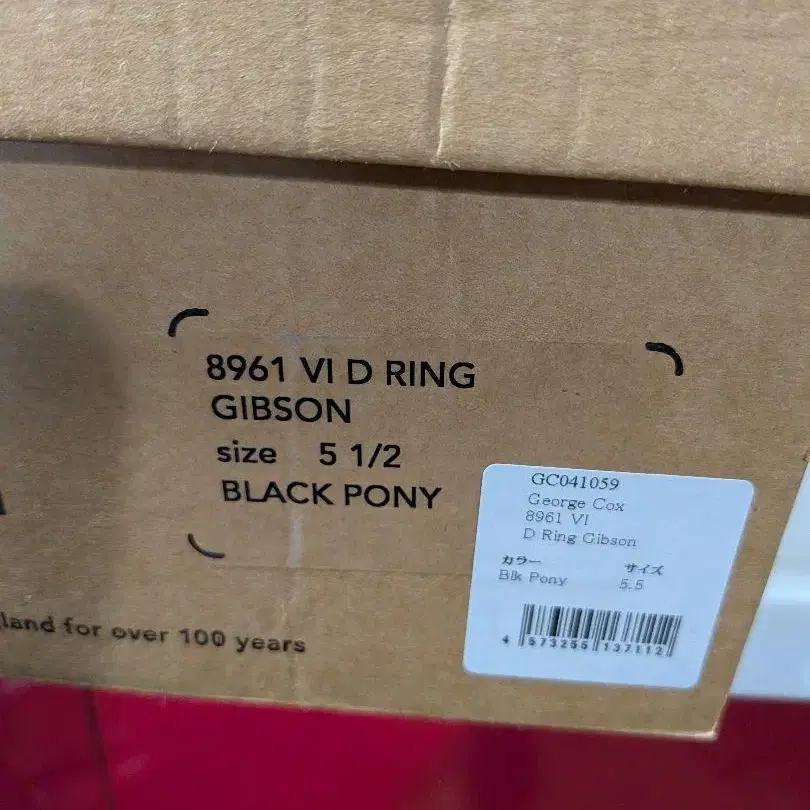 8961 VI D RING
GIBSON
size 5 1/2
BLACK PONY
GC041059
George Cox
8961 VI
D Ring Gibson
カラー サイズ
Blk Pony 5.5
4 573255 137112
land for over 100 years